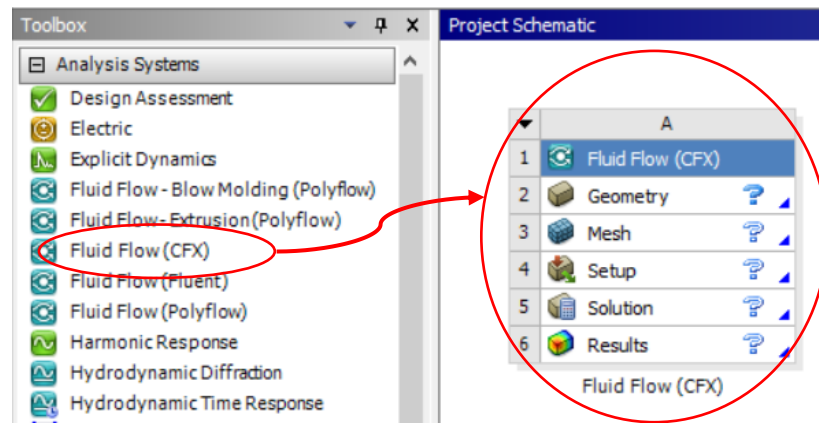 Toolbox
Analysis Systems
Design Assessment
Electric
Explicit Dynamics
Fluid Flow - Blow Molding (Polyflow)
Fluid Flow - Extrusion (Polyflow)
Fluid Flow (CFX)
Fluid Flow (Fluent)
Fluid Flow (Polyflow)
Harmonic Response
Hydrodynamic Diffraction
Hydrodynamic Time Response
Project Schematic
A
1 Fluid Flow (CFX)
2 Geometry ?
3 Mesh ?
4 Setup ?
5 Solution ?
6 Results ?
Fluid Flow (CFX)